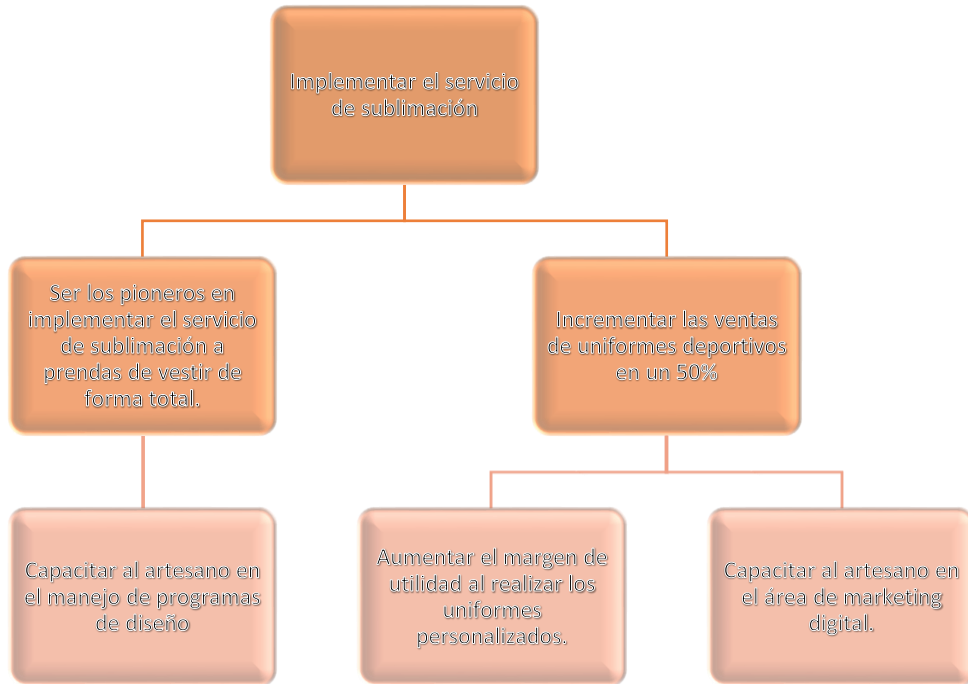 Implementar el servicio
de sublimación
Ser los pioneros en
implementar el servicio
de sublimación a
prendas de vestir de
forma total.
Incrementar las ventas
de uniformes deportivos
en un 50%
Capacitar al artesano en
el manejo de programas
de diseño
Aumentar el margen de
utilidad al realizar los
uniformes
personalizados.
Capacitar al artesano en
el área de marketing
digital.